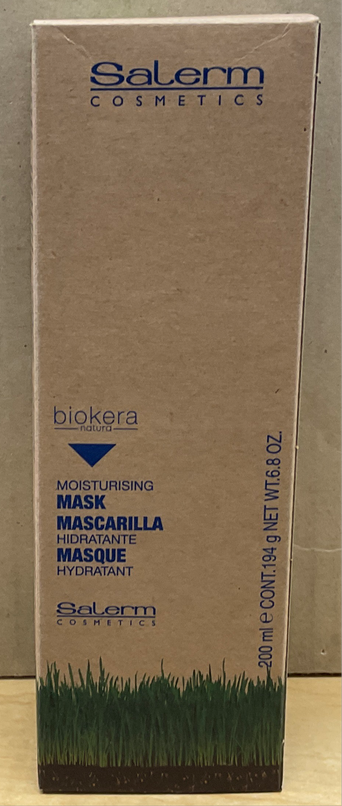 Salerm
COSMETICS
biokera
natura
MOISTURISING
MASK
MASCARILLA
HIDRATANTE
MASQUE
HYDRATANT
Salerm
COSMETICS
200 ml ℮ CONT.194 g NET WT.6.8 OZ.